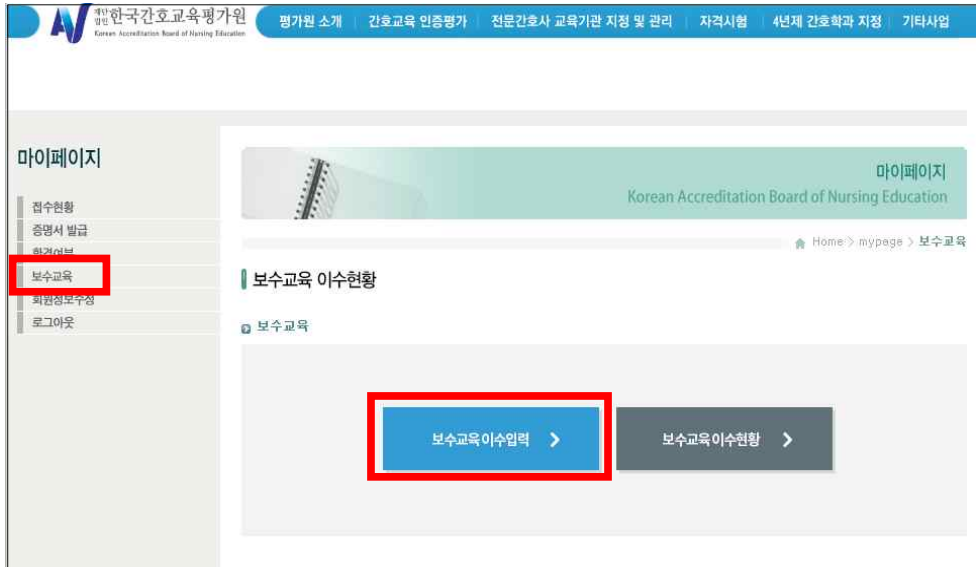 재단법인 한국간호교육평가원
Korean Accreditation Board of Nursing Education
평가원 소개 간호교육 인증평가 전문간호사 교육기관 지정 및 관리 자격시험 4년제 간호학과 지정 기타사업
마이페이지
접수현황
증명서 발급
합격여부
보수교육
회원정보수정
로그아웃
마이페이지
Korean Accreditation Board of Nursing Education
Home > mypage > 보수교육
보수교육 이수현황
보수교육
보수교육이수입력 >
보수교육이수현황 >